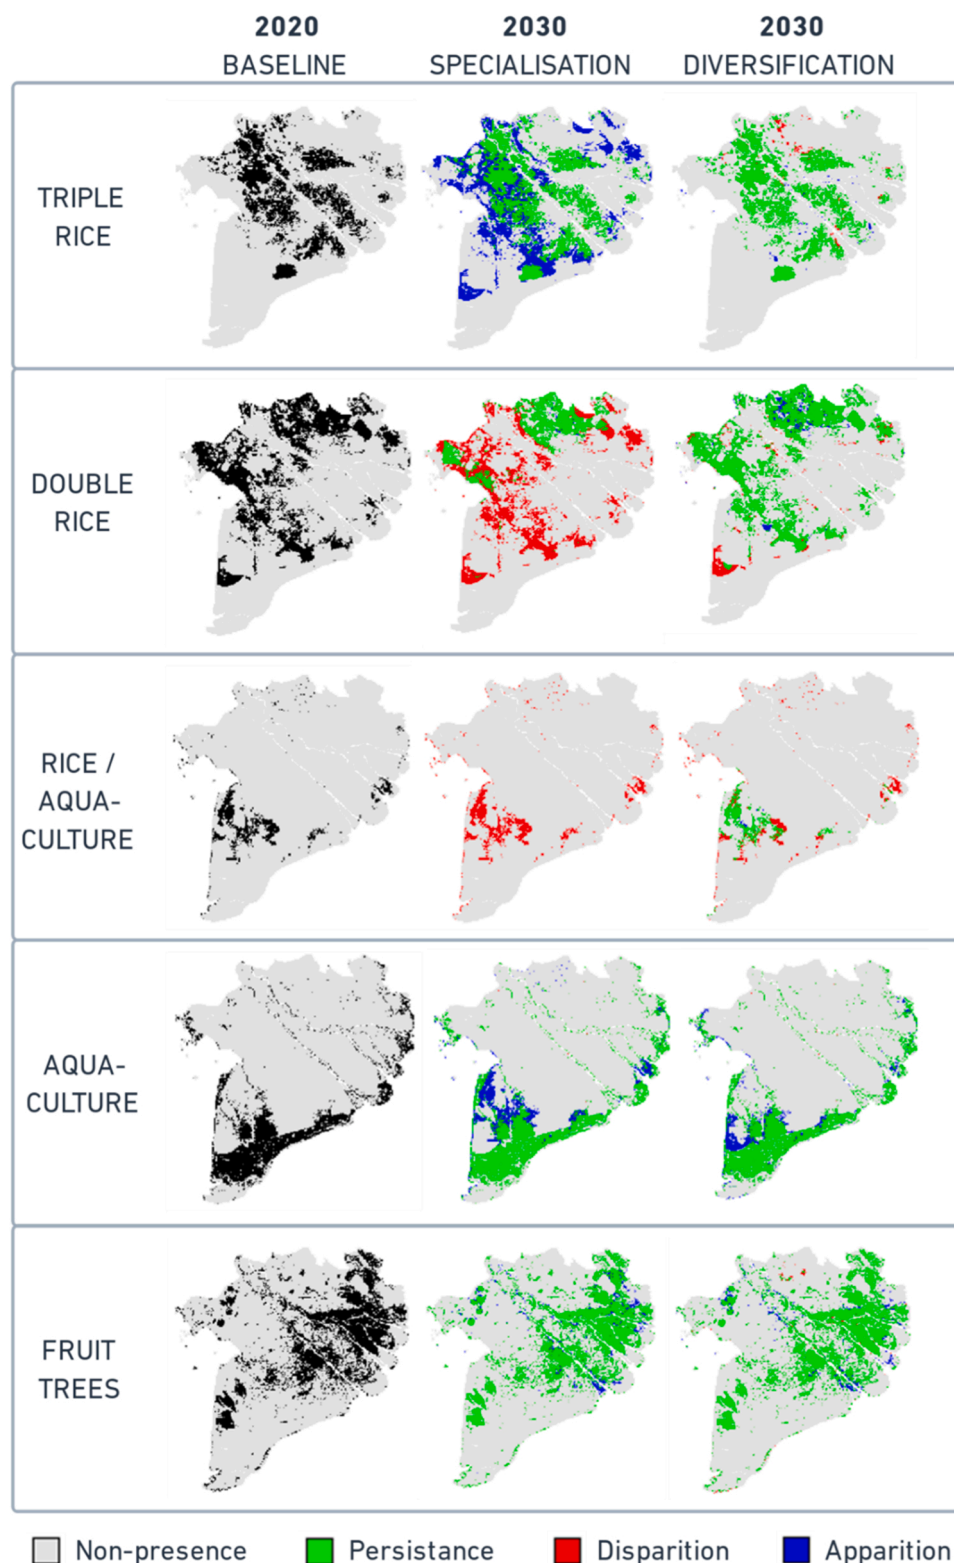 2020 2030 2030
BASELINE SPECIALISATION DIVERSIFICATION
TRIPLE
RICE
DOUBLE
RICE
RICE /
AQUA-
CULTURE
AQUA-
CULTURE
FRUIT
TREES
Non-presence Persistance Disparition Apparition